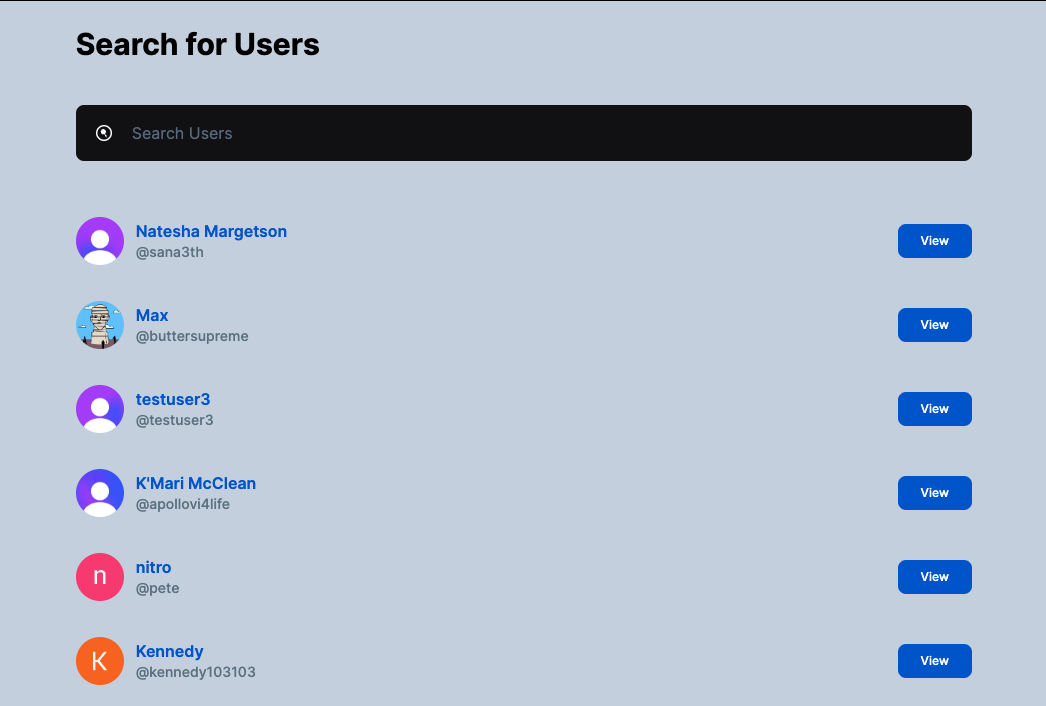 Search for Users
Search Users
Natesha Margetson
@sana3th
View
Max
@buttersupreme
View
testuser3
@testuser3
View
K'Mari McClean
@apollovi4life
View
n
nitro
@pete
View
K
Kennedy
@kennedy103103
View